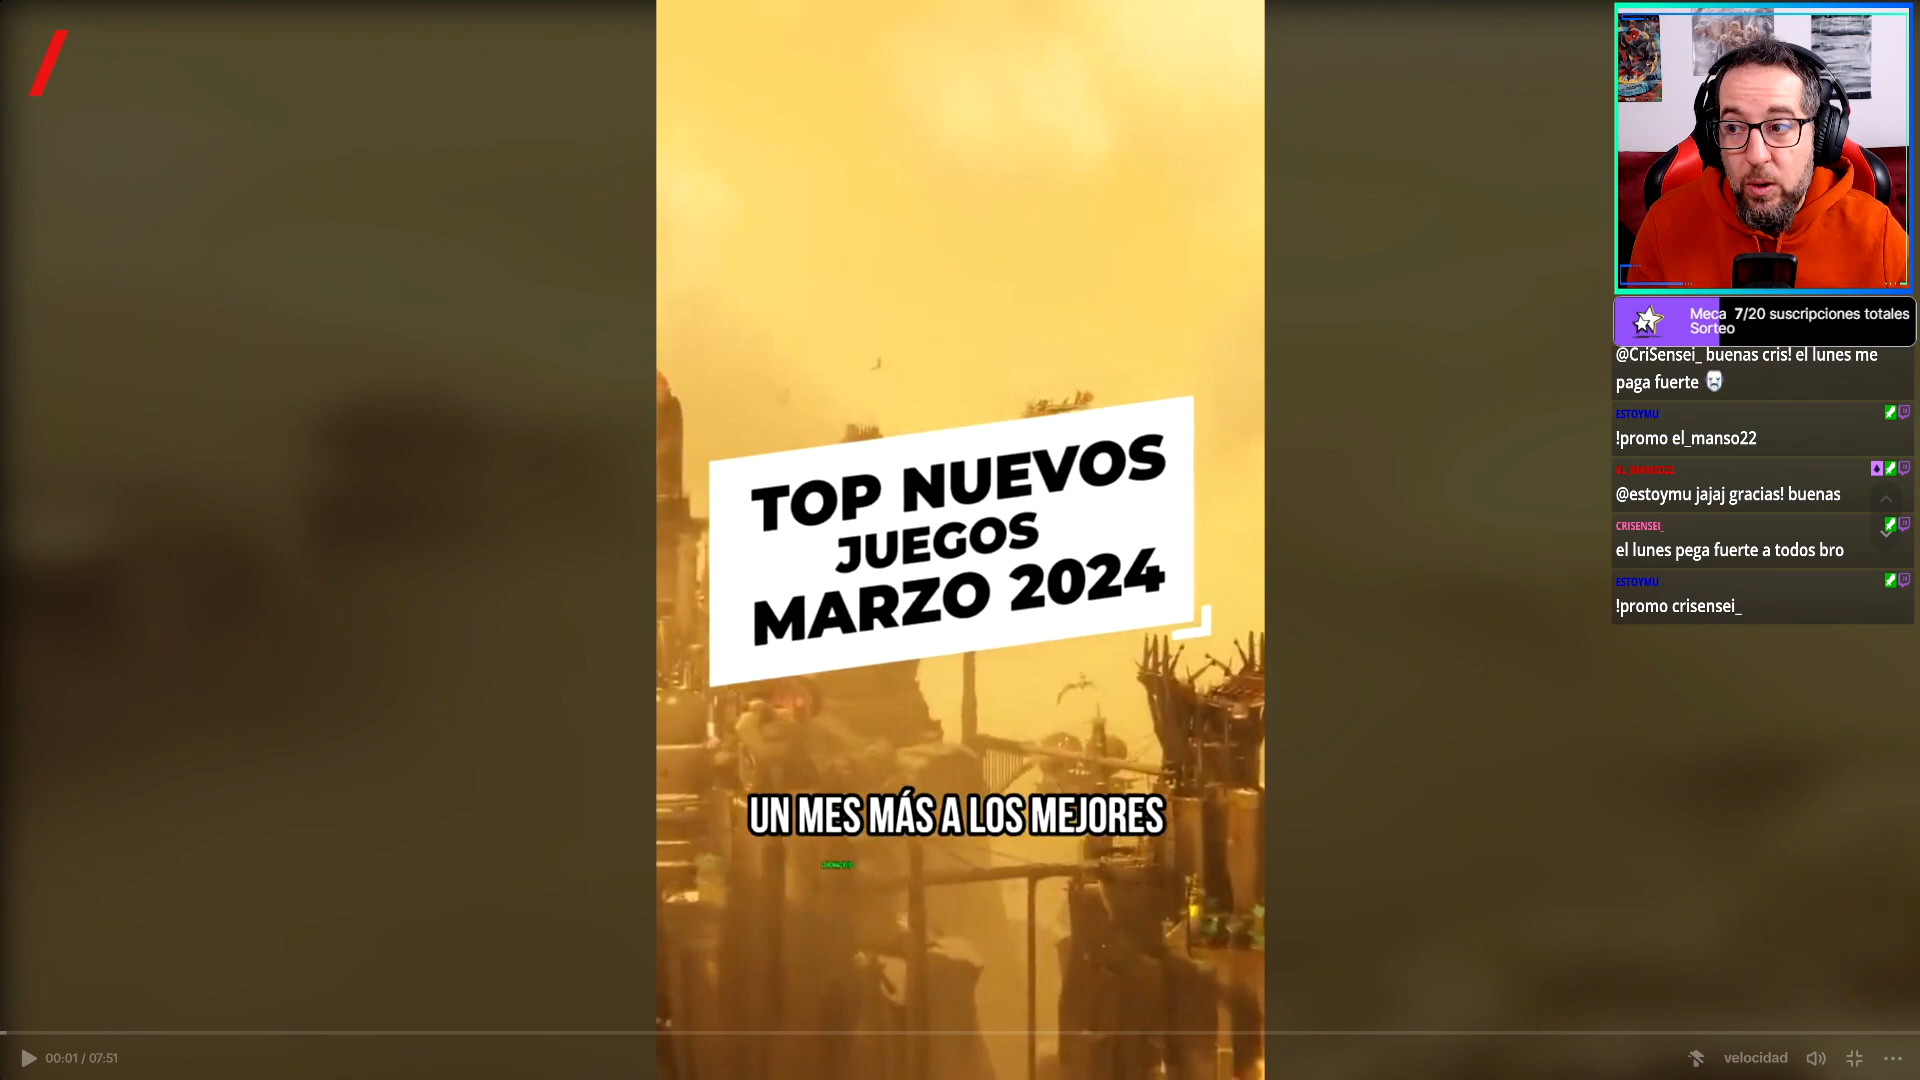 TOP NUEVOS
JUEGOS
MARZO 2024
UN MES MÁS A LOS MEJORES
Meca 7/20 suscripciones totales
Sorteo
@CriSensei_ buenas cris! el lunes me
paga fuerte
ESTOYMU
!promo el_manso22
EL_MANSO22
@estoymu jajaj gracias! buenas
CRISENSEI_
el lunes pega fuerte a todos bro
ESTOYMU
!promo crisensei_
00:01 / 07:51
velocidad